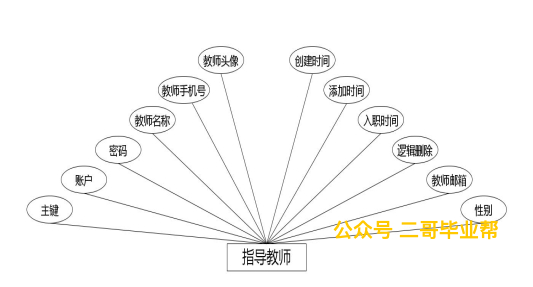 教师头像
创建时间
教师手机号
添加时间
教师名称
入职时间
密码
逻辑删除
账户
教师邮箱
主键
性别
公众号 二哥毕业帮
指导教师